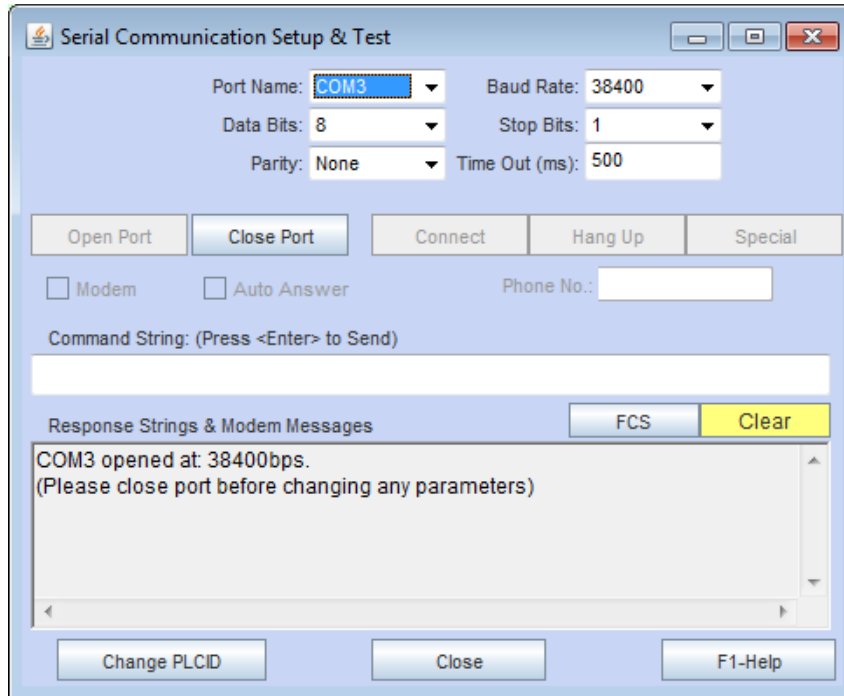 Serial Communication Setup & Test
Port Name: COM3 Baud Rate: 38400
Data Bits: 8 Stop Bits: 1
Parity: None Time Out (ms): 500
Open Port Close Port Connect Hang Up Special
Modem Auto Answer Phone No.:
Command String: (Press <Enter> to Send)
Response Strings & Modem Messages FCS Clear
COM3 opened at: 38400bps.
(Please close port before changing any parameters)
Change PLCID Close F1-Help